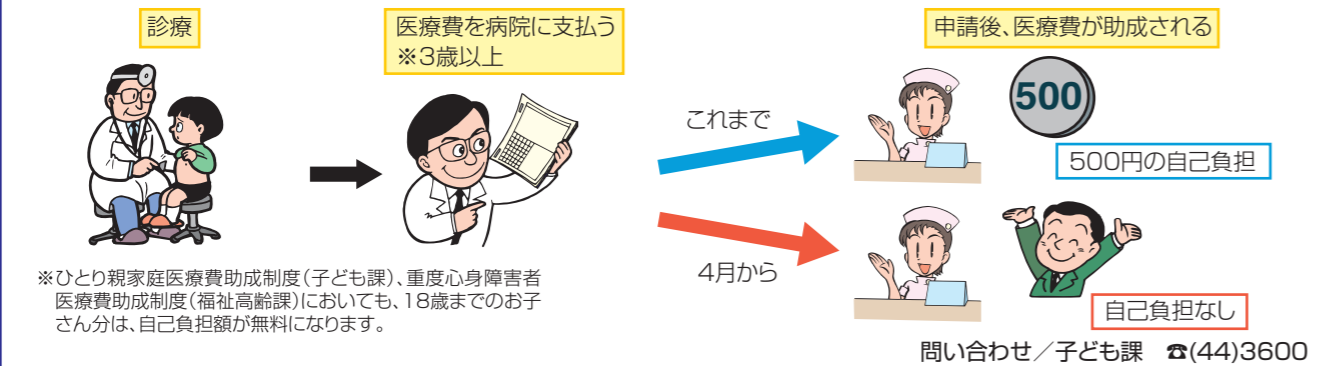 診療
医療費を病院に支払う
※3歳以上
申請後、医療費が助成される
これまで
500
500円の自己負担
4月から
自己負担なし
※ひとり親家庭医療費助成制度(子ども課)、重度心身障害者
医療費助成制度(福祉高齢課)においても、18歳までのお子
さん分は、自己負担額が無料になります。
問い合わせ/子ども課 ☎(44)3600